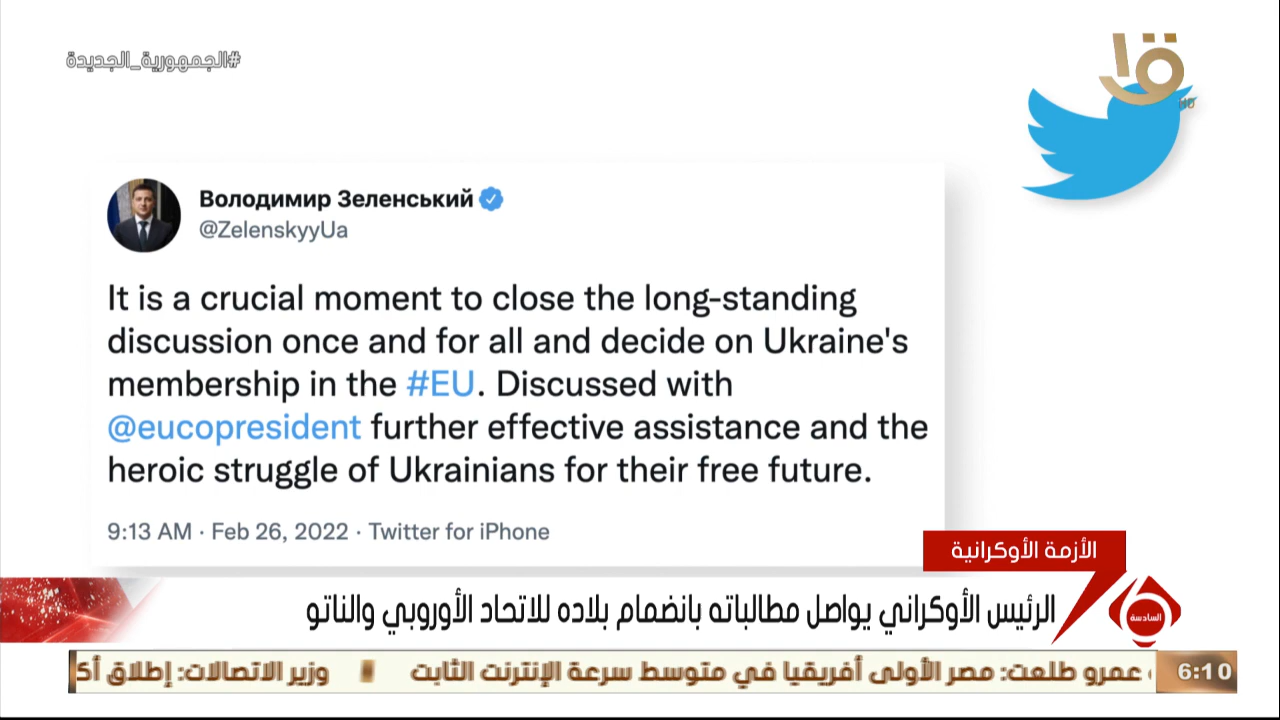 #الجمهورية_الجديدة
Володимир Зеленський
@ZelenskyyUa
It is a crucial moment to close the long-standing
discussion once and for all and decide on Ukraine's
membership in the #EU. Discussed with
@eucopresident further effective assistance and the
heroic struggle of Ukrainians for their free future.
9:13 AM · Feb 26, 2022 · Twitter for iPhone
الأزمة الأوكرانية
الرئيس الأوكراني يواصل مطالباته بانضمام بلاده للاتحاد الأوروبي والناتو
السادسة
عمرو طلعت: مصر الأولى أفريقيا في متوسط سرعة الإنترنت الثابت وزير الاتصالات: إطلاق
6:10